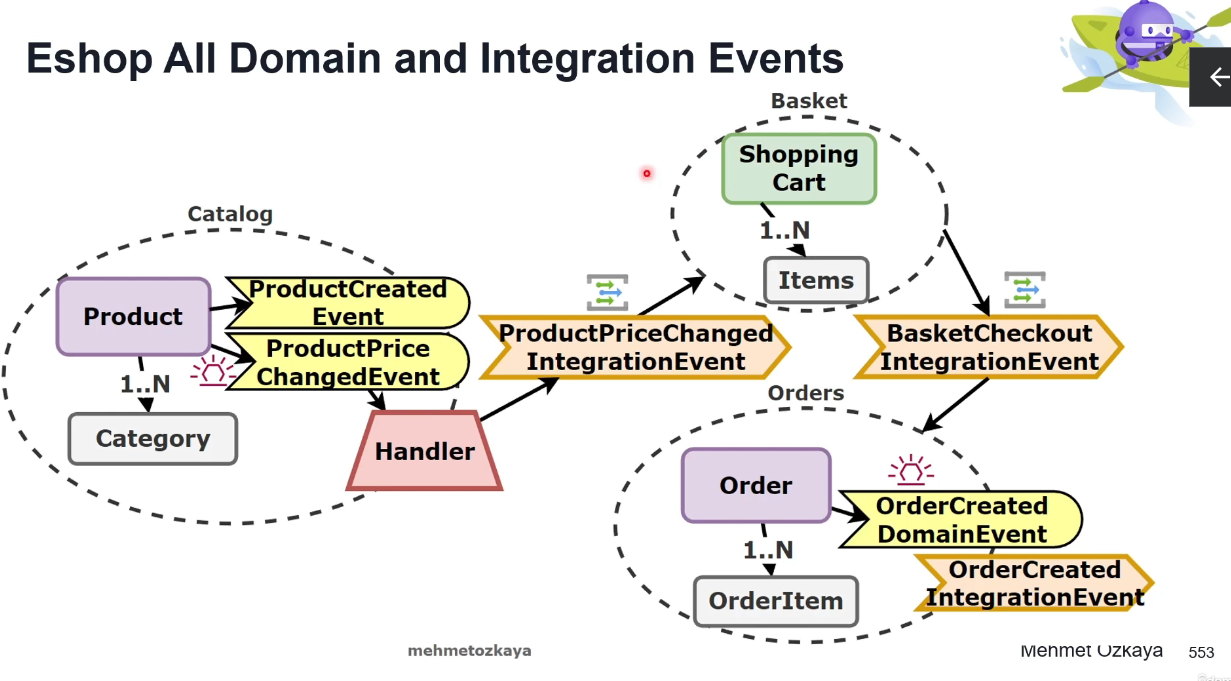 Eshop All Domain and Integration Events
Basket
Shopping
Cart
1..N
Items
Catalog
Product
ProductCreated
Event
ProductPrice
ChangedEvent
1..N
Category
Handler
ProductPriceChanged
IntegrationEvent
BasketCheckout
IntegrationEvent
Orders
Order
OrderCreated
DomainEvent
1..N
OrderItem
OrderCreated
IntegrationEvent
mehmetozkaya
Mehmet Ozkaya
553